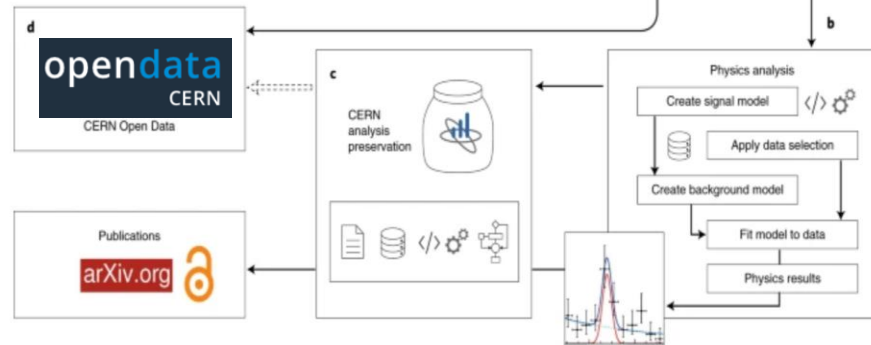 d
opendata
CERN
CERN Open Data
c
CERN
analysis
preservation
</>
b
Physics analysis
Create signal model
</>
Apply data selection
Create background model
Fit model to data
Physics results
Publications
arXiv.org